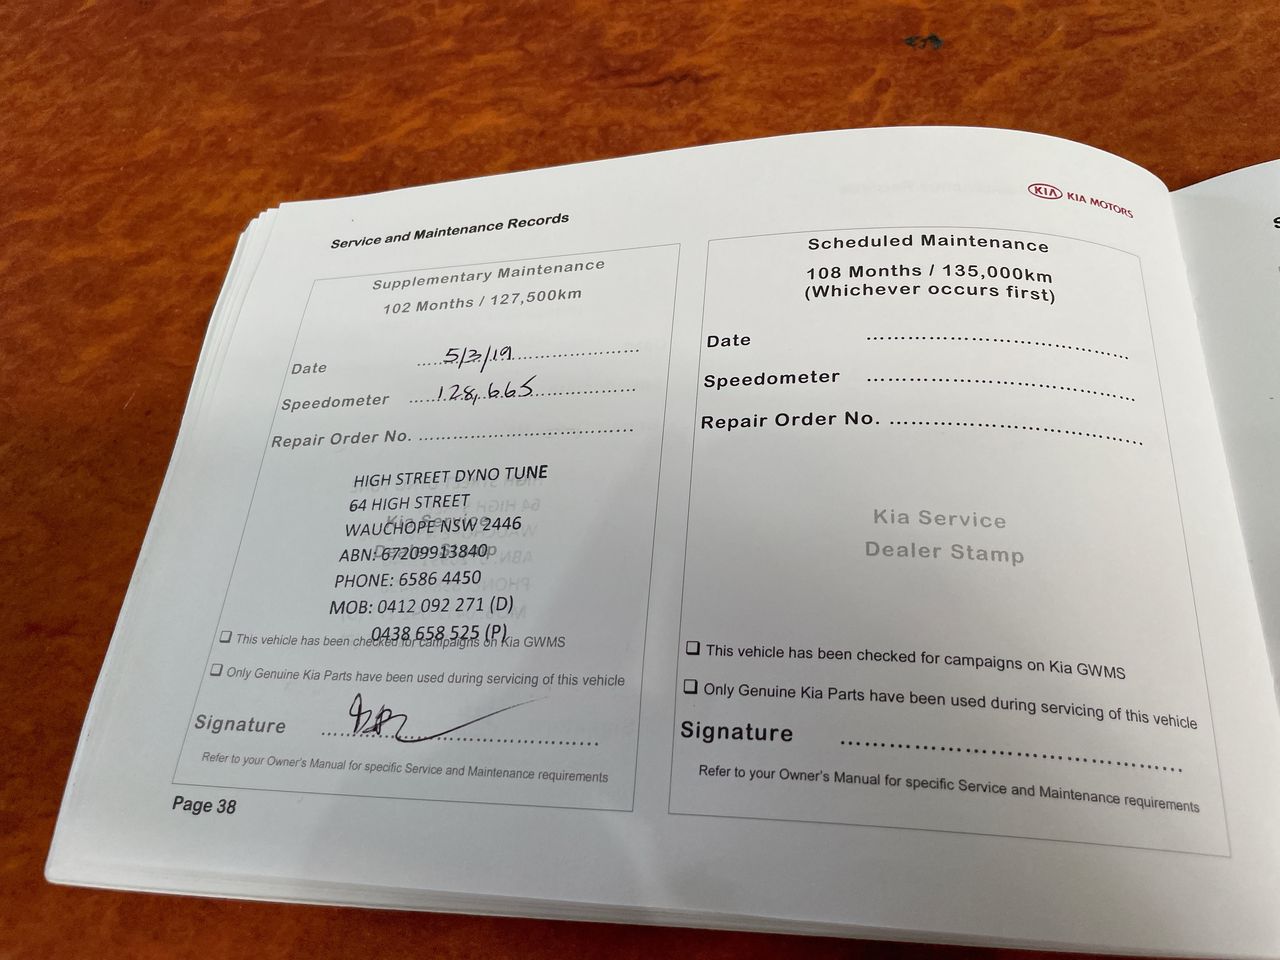 Service and Maintenance Records
Supplementary Maintenance
102 Months / 127,500km
Date 5/3/19
Speedometer 128,665
Repair Order No.
HIGH STREET DYNO TUNE
64 HIGH STREET
Kia Service
WAUCHOPE NSW 2446
Dealer Stamp
ABN: 67209913840
PHONE: 6586 4450
MOB: 0412 092 271 (D)
0438 658 525 (P)
❑ This vehicle has been checked for campaigns on Kia GWMS
❑ Only Genuine Kia Parts have been used during servicing of this vehicle
Signature
Refer to your Owner's Manual for specific Service and Maintenance requirements
Page 38
KIA KIA MOTORS
Scheduled Maintenance
108 Months / 135,000km
(Whichever occurs first)
Date
Speedometer
Repair Order No.
Kia Service
Dealer Stamp
❑ This vehicle has been checked for campaigns on Kia GWMS
❑ Only Genuine Kia Parts have been used during servicing of this vehicle
Signature
Refer to your Owner's Manual for specific Service and Maintenance requirements